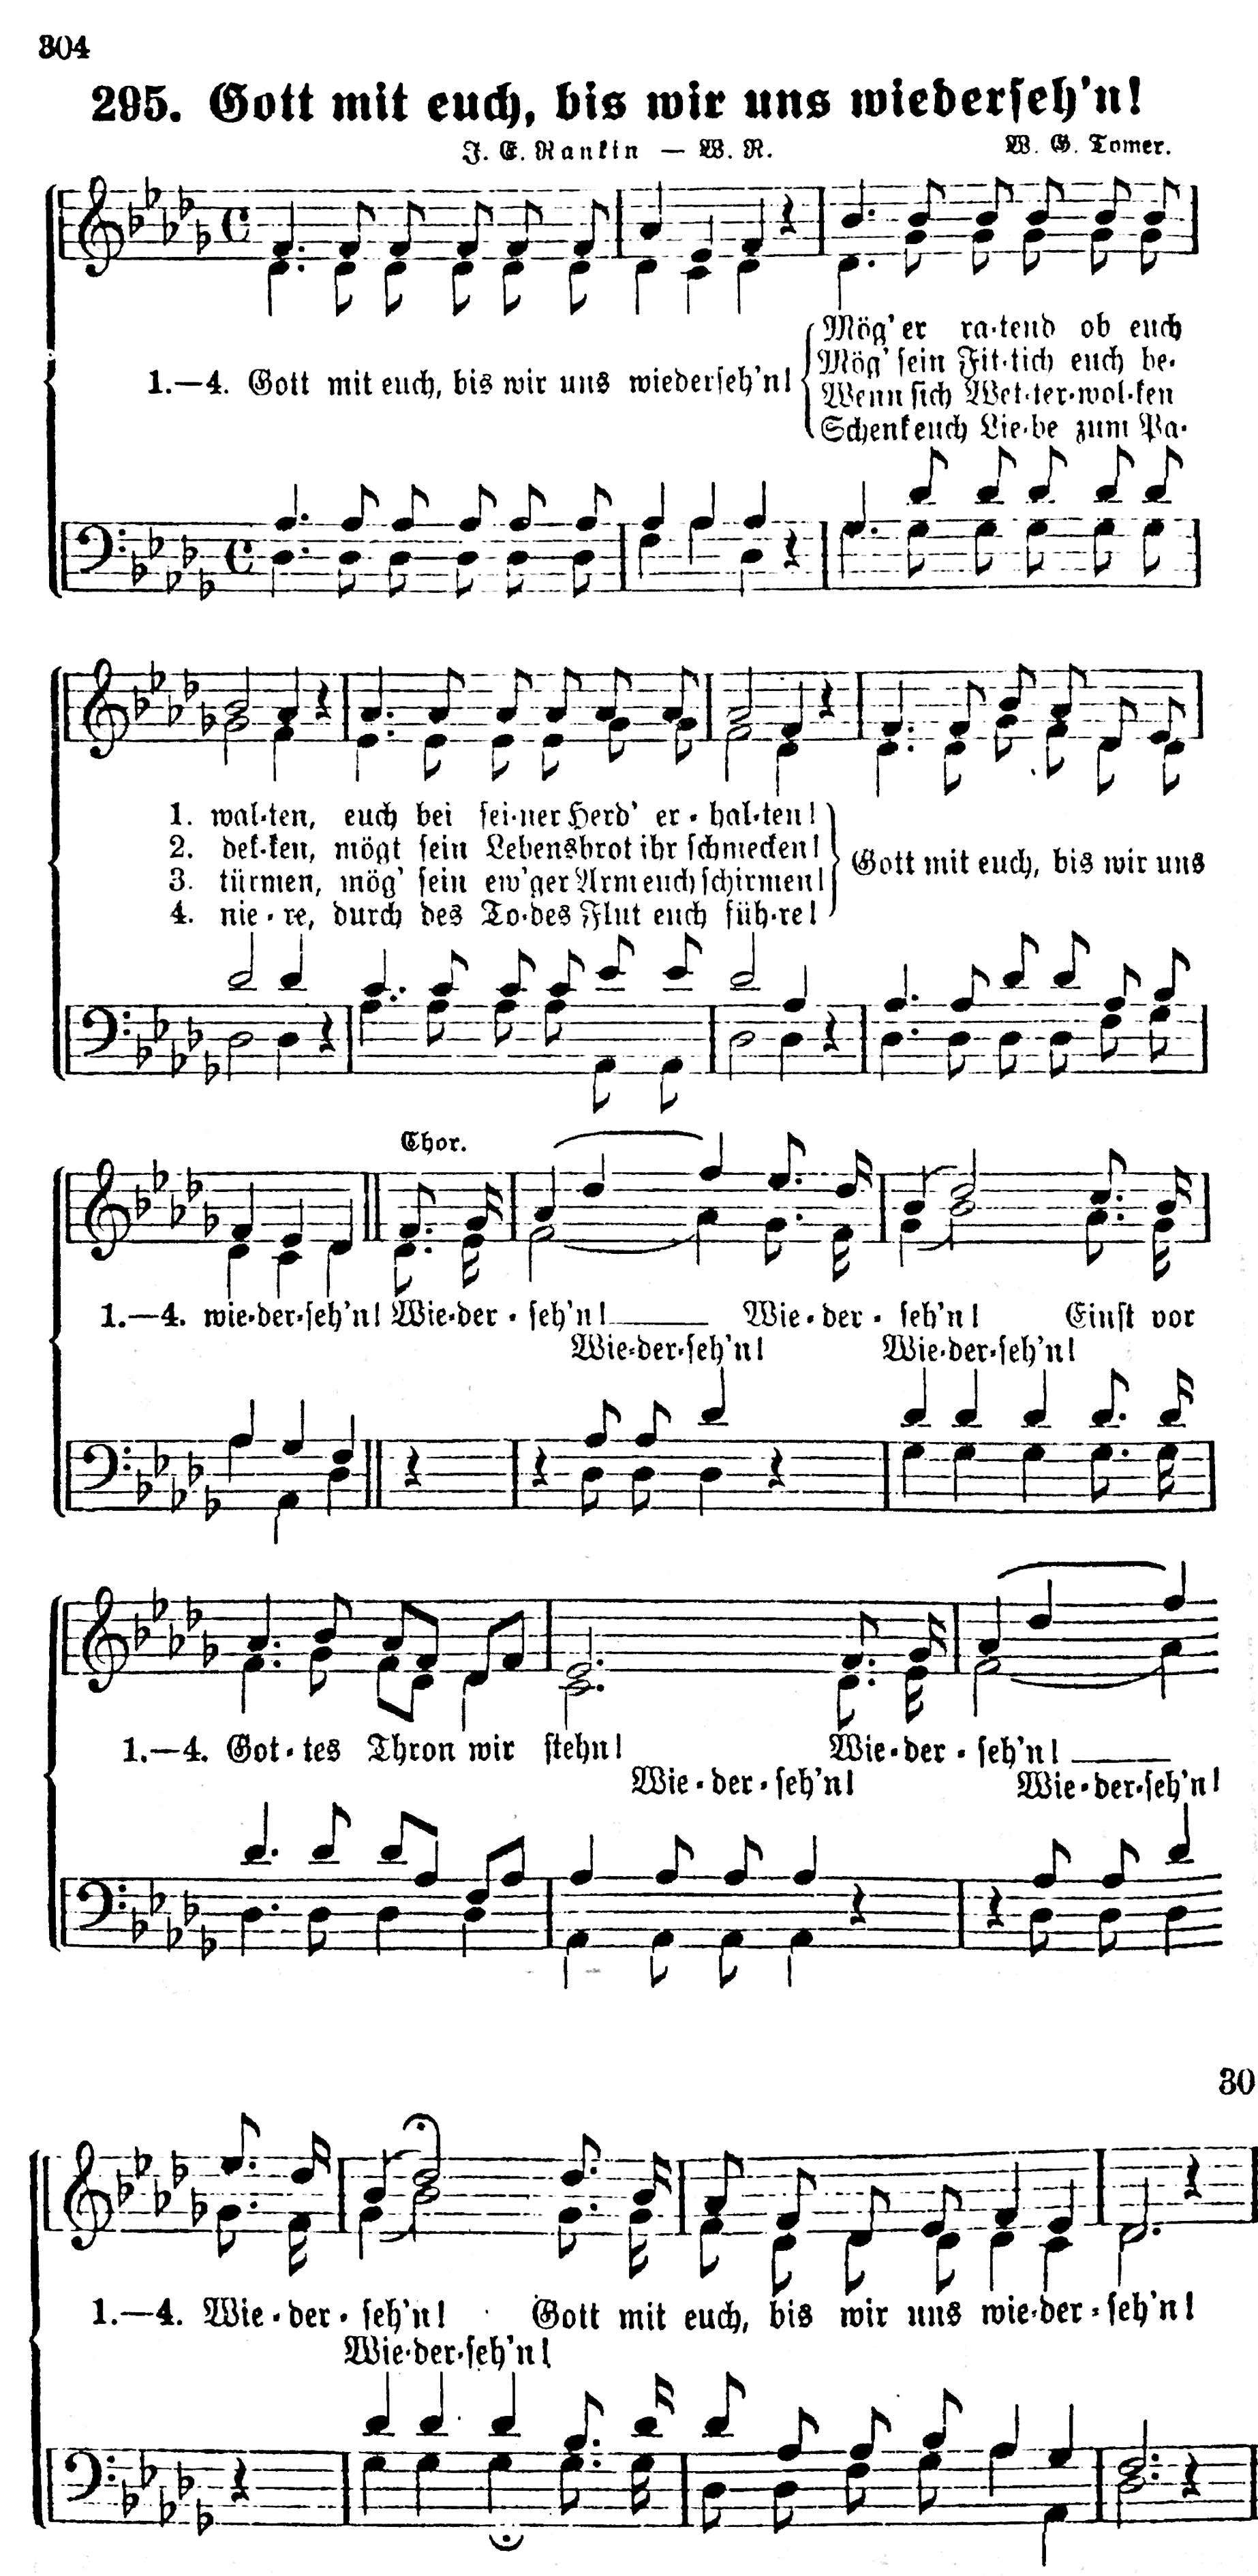 304
295. Gott mit euch, bis wir uns wiederseh'n!
J. E. Rankin — W. R.
W. G. Tomer.
1.—4. Gott mit euch, bis wir uns wiederseh'n!
Mög' er ra-tend ob euch
Mög' sein Fit-tich euch be-
Wenn sich Wet-ter-wol-ken
Schenk euch Lie-be zum Pa-
1. wal-ten, euch bei sei-ner Herd' er-hal-ten!
2. dek-ken, mögt sein Lebensbrot ihr schmecken!
3. türmen, mög' sein ew'ger Arm euch schirmen!
4. nie-re, durch des To-des Flut euch füh-re!
Gott mit euch, bis wir uns
Chor.
1.—4. wie-der-seh'n! Wie-der-seh'n! Wie-der-seh'n! Einst vor
Wie-der-seh'n! Wie-der-seh'n!
1.—4. Got-tes Thron wir stehn! Wie-der-seh'n!
Wie-der-seh'n! Wie-der-seh'n!
30
1.—4. Wie-der-seh'n! Gott mit euch, bis wir uns wie-der-seh'n!
Wie-der-seh'n!